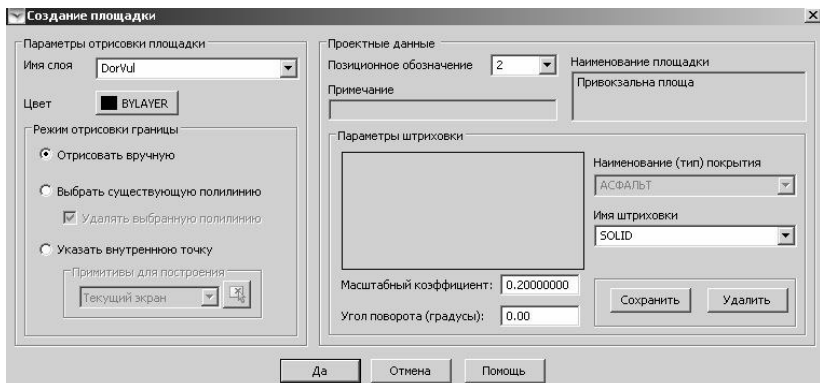 Создание площадки
Параметры отрисовки площадки
Имя слоя
DorVul
Цвет
BYLAYER
Режим отрисовки границы
Отрисовать вручную
Выбрать существующую полилинию
Удалять выбранную полилинию
Указать внутреннюю точку
Примитивы для построения
Текущий экран
Проектные данные
Позиционное обозначение
2
Наименование площадки
Привокзальна площа
Примечание
Параметры штриховки
Наименование (тип) покрытия
АСФАЛЬТ
Имя штриховки
SOLID
Масштабный коэффициент:
0.20000000
Угол поворота (градусы):
0.00
Сохранить
Удалить
Да
Отмена
Помощь